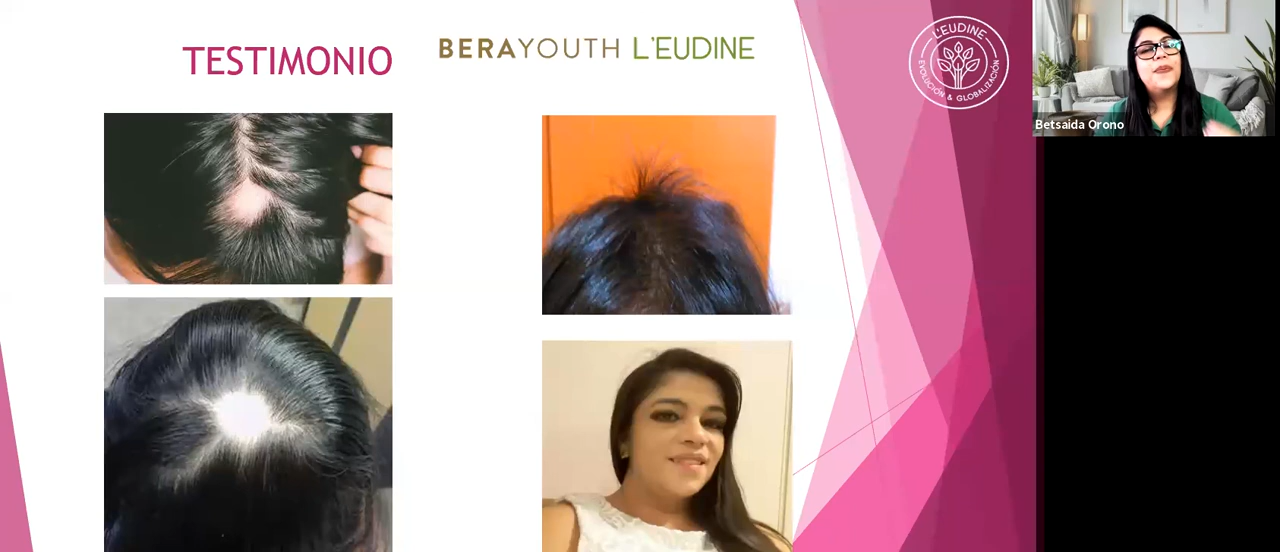 TESTIMONIO
BERAYOUTH L'EUDINE
L'EUDINE
EVOLUCIÓN & GLOBALIZACIÓN
Betsaida Orono